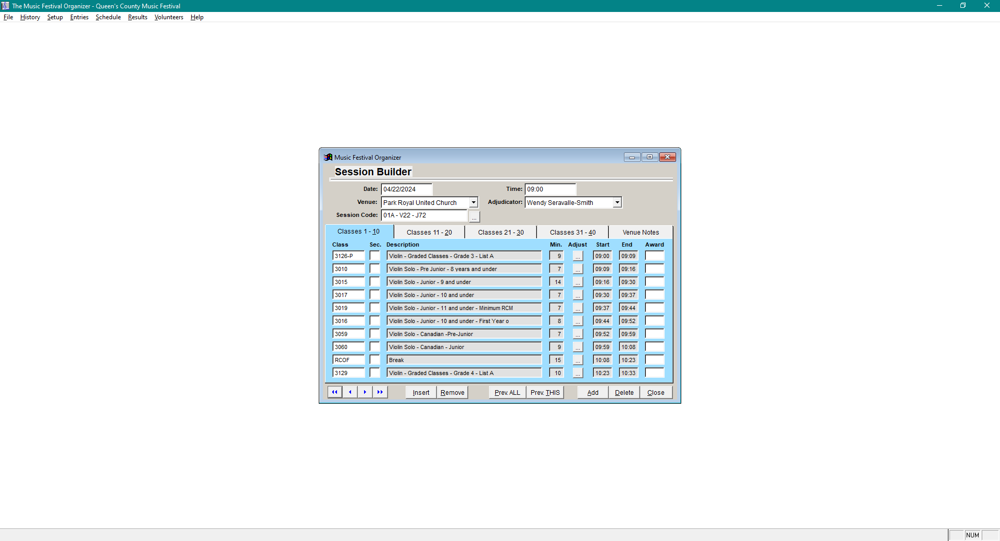 The Music Festival Organizer - Queen's County Music Festival
File History Setup Entries Schedule Results Volunteers Help
Music Festival Organizer
Session Builder
Date: 04/22/2024 Time: 09:00
Venue: Park Royal United Church Adjudicator: Wendy Seravalle-Smith
Session Code: 01A - V22 - J72 ...
Classes 1 - 10 Classes 11 - 20 Classes 21 - 30 Classes 31 - 40 Venue Notes
Class Sec. Description Min. Adjust Start End Award
3126-P Violin - Graded Classes - Grade 3 - List A 9 ... 09:00 09:09
3010 Violin Solo - Pre Junior - 8 years and under 7 ... 09:09 09:16
3015 Violin Solo - Junior - 9 and under 14 ... 09:16 09:30
3017 Violin Solo - Junior - 10 and under 7 ... 09:30 09:37
3019 Violin Solo - Junior - 11 and under - Minimum RCM 7 ... 09:37 09:44
3016 Violin Solo - Junior - 10 and under - First Year o 8 ... 09:44 09:52
3059 Violin Solo - Canadian -Pre-Junior 7 ... 09:52 09:59
3060 Violin Solo - Canadian - Junior 9 ... 09:59 10:08
RCOF Break 15 ... 10:08 10:23
3129 Violin - Graded Classes - Grade 4 - List A 10 ... 10:23 10:33
Insert Remove Prev. ALL Prev. THIS Add Delete Close
NUM